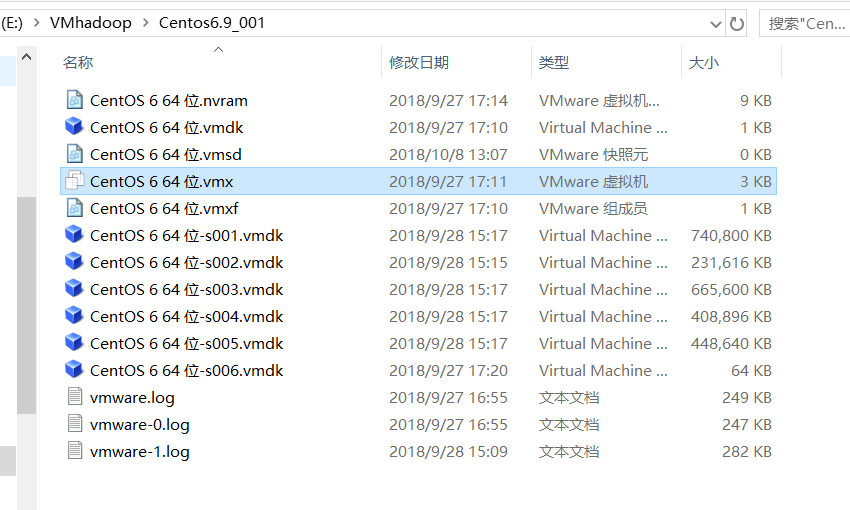 (E:) > VMhadoop > Centos6.9_001 搜索"Cen...
名称 修改日期 类型 大小
CentOS 6 64 位.nvram 2018/9/27 17:14 VMware 虚拟机... 9 KB
CentOS 6 64 位.vmdk 2018/9/27 17:10 Virtual Machine ... 1 KB
CentOS 6 64 位.vmsd 2018/10/8 13:07 VMware 快照元 0 KB
CentOS 6 64 位.vmx 2018/9/27 17:11 VMware 虚拟机 3 KB
CentOS 6 64 位.vmxf 2018/9/27 17:10 VMware 组成员 1 KB
CentOS 6 64 位-s001.vmdk 2018/9/28 15:17 Virtual Machine ... 740,800 KB
CentOS 6 64 位-s002.vmdk 2018/9/28 15:15 Virtual Machine ... 231,616 KB
CentOS 6 64 位-s003.vmdk 2018/9/28 15:17 Virtual Machine ... 665,600 KB
CentOS 6 64 位-s004.vmdk 2018/9/28 15:17 Virtual Machine ... 408,896 KB
CentOS 6 64 位-s005.vmdk 2018/9/28 15:17 Virtual Machine ... 448,640 KB
CentOS 6 64 位-s006.vmdk 2018/9/27 17:20 Virtual Machine ... 64 KB
vmware.log 2018/9/27 16:55 文本文档 249 KB
vmware-0.log 2018/9/27 16:55 文本文档 247 KB
vmware-1.log 2018/9/28 15:09 文本文档 282 KB